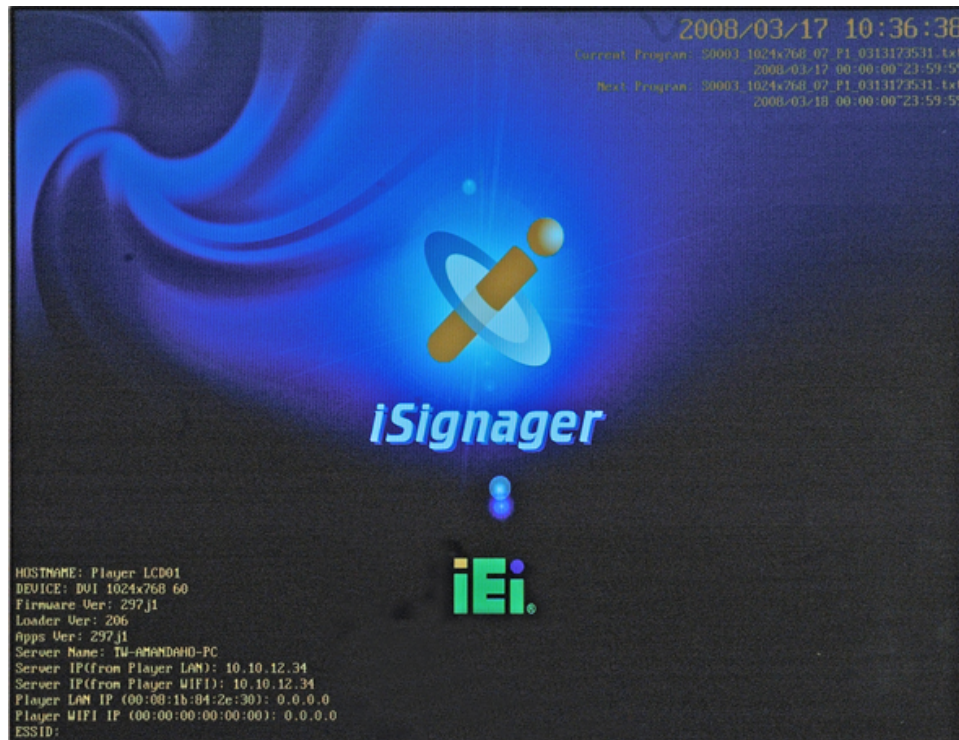 2008/03/17 10:36:38
Current Program: S0003_1024x768_07_P1_0313173531.txt
2008/03/17 00:00:00~23:59:59
Next Program: S0003_1024x768_07_P1_0313173531.txt
2008/03/18 00:00:00~23:59:59
iSignager
iEi®
HOSTNAME: Player LCD01
DEVICE: DVI 1024x768 60
Firmware Ver: 297j1
Loader Ver: 206
Apps Ver: 297j1
Server Name: TW-AMANDAHO-PC
Server IP(from Player LAN): 10.10.12.34
Server IP(from Player WIFI): 10.10.12.34
Player LAN IP (00:08:1b:84:2e:30): 0.0.0.0
Player WIFI IP (00:00:00:00:00:00): 0.0.0.0
ESSID: